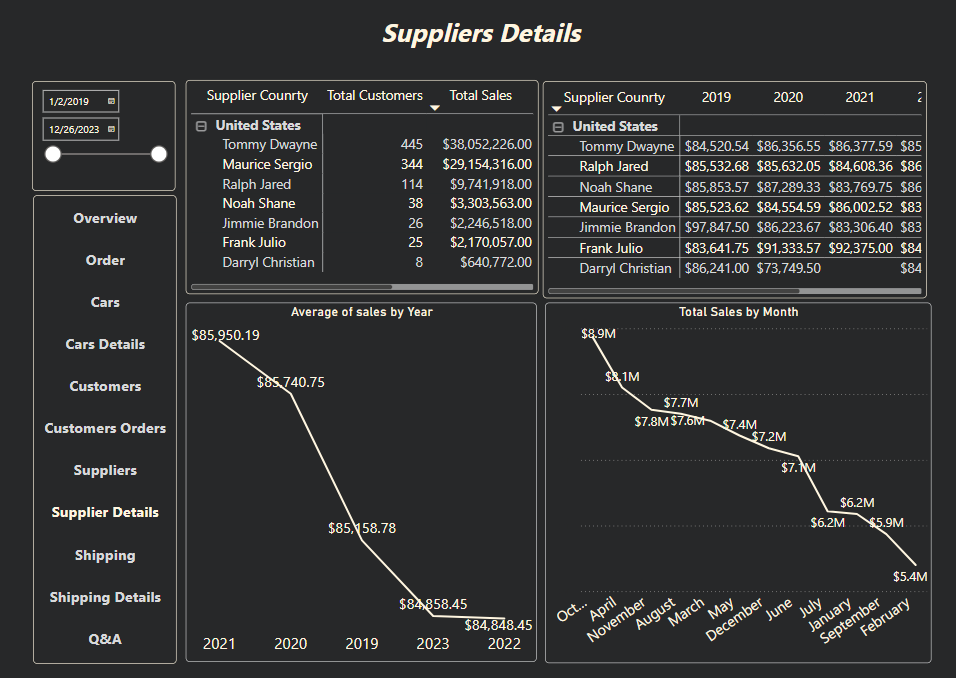 Suppliers Details
1/2/2019
12/26/2023
Overview
Order
Cars
Cars Details
Customers
Customers Orders
Suppliers
Supplier Details
Shipping
Shipping Details
Q&A
Supplier Counrty Total Customers Total Sales
United States
Tommy Dwayne 445 $38,052,226.00
Maurice Sergio 344 $29,154,316.00
Ralph Jared 114 $9,741,918.00
Noah Shane 38 $3,303,563.00
Jimmie Brandon 26 $2,246,518.00
Frank Julio 25 $2,170,057.00
Darryl Christian 8 $640,772.00
Supplier Counrty 2019 2020 2021 2
United States
Tommy Dwayne $84,520.54 $86,356.55 $86,377.59 $85
Ralph Jared $85,532.68 $85,632.05 $84,608.36 $86
Noah Shane $85,853.57 $87,289.33 $83,769.75 $86
Maurice Sergio $85,523.62 $84,554.59 $86,002.52 $83
Jimmie Brandon $97,847.50 $86,223.67 $83,306.40 $83
Frank Julio $83,641.75 $91,333.57 $92,375.00 $84
Darryl Christian $86,241.00 $73,749.50 $84
Average of sales by Year
$85,950.19
$85,740.75
$85,158.78
$84,858.45
$84,848.45
2021 2020 2019 2023 2022
Total Sales by Month
$8.9M
$8.1M
$7.8M
$7.7M
$7.6M
$7.4M
$7.2M
$7.1M
$6.2M
$6.2M
$5.9M
$5.4M
Oct... April November August March May December June July January September February